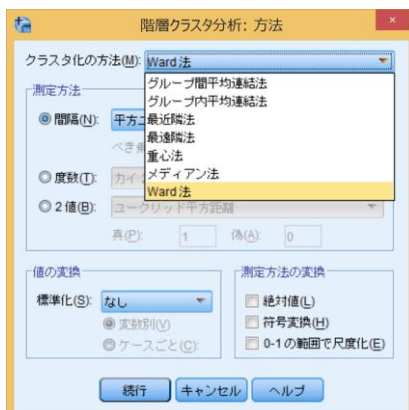 階層クラスタ分析: 方法
クラスタ化の方法(M): Ward 法
グループ間平均連結法
グループ内平均連結法
最近隣法
最遠隣法
重心法
メディアン法
Ward 法
測定方法
間隔(N): 平方ユ
べき乗
度数(T): カイ
2 値(B): ユークリッド平方距離
真(P): 1 偽(A): 0
値の変換
標準化(S): なし
変数別(V)
ケースごと(C):
測定方法の変換
絶対値(L)
符号変換(H)
0-1 の範囲で尺度化(E)
続行 キャンセル ヘルプ